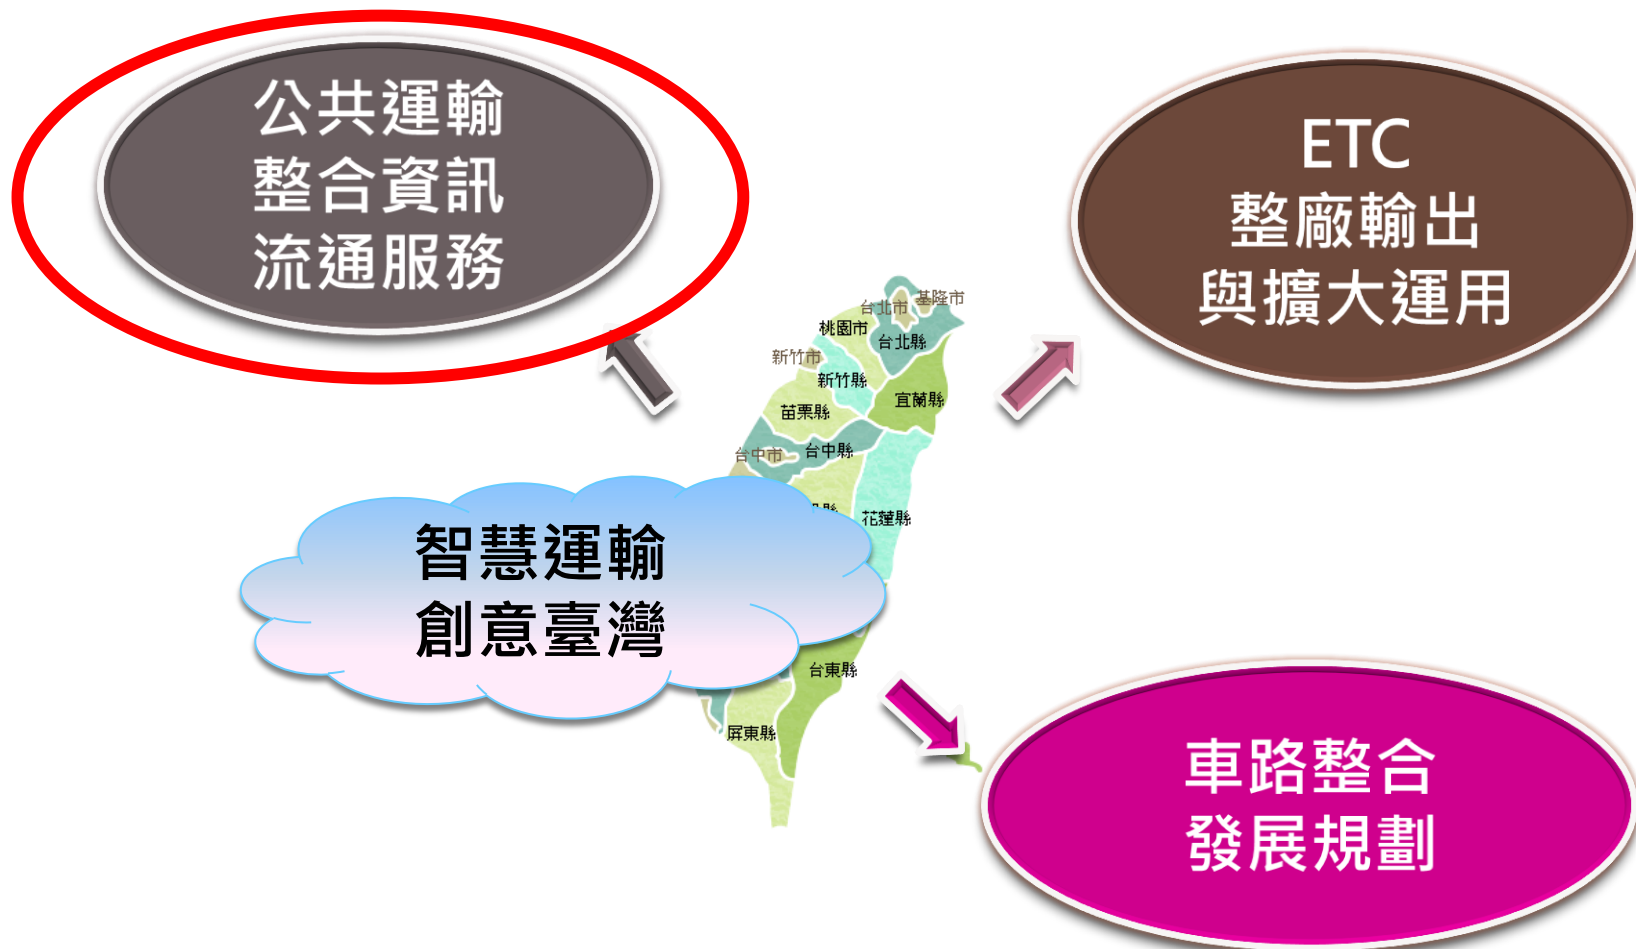 公共運輸
整合資訊
流通服務
ETC
整廠輸出
與擴大運用
基隆市
台北市
桃園市
台北縣
新竹市
新竹縣
宜蘭縣
苗栗縣
台中市
台中縣
花蓮縣
智慧運輸
創意臺灣
台東縣
屏東縣
車路整合
發展規劃